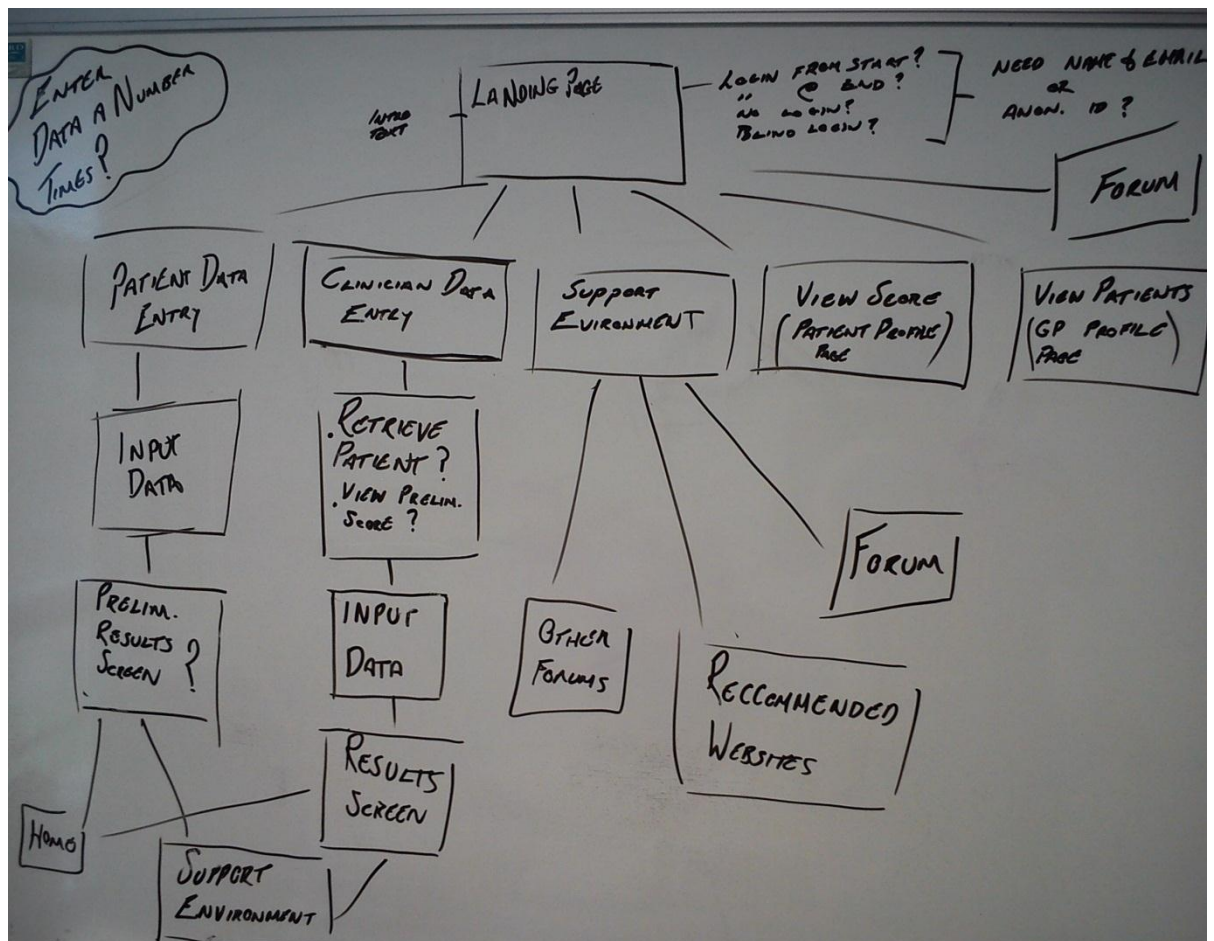 ENTER
DATA A NUMBER
TIMES?
INTRO
TEXT
LANDING PAGE
LOGIN FROM START?
" @ END?
NO LOGIN?
BLIND LOGIN?
NEED NAME & EMAIL
OR
ANON. ID?
FORUM
PATIENT DATA
ENTRY
CLINICIAN DATA
ENTRY
SUPPORT
EVIRONMENT
VIEW SCORE
(PATIENT PROFILE)
PAGE
VIEW PATIENTS
(GP PROFILE)
PAGE
INPUT
DATA
.RETRIEVE
PATIENT?
.VIEW PRELIM.
SCORE?
FORUM
PRELIM.
RESULTS
SCREEN?
INPUT
DATA
OTHER
FORUMS
RECCOMMENDED
WEBSITES
RESULTS
SCREEN
HOME
SUPPORT
ENVIRONMENT